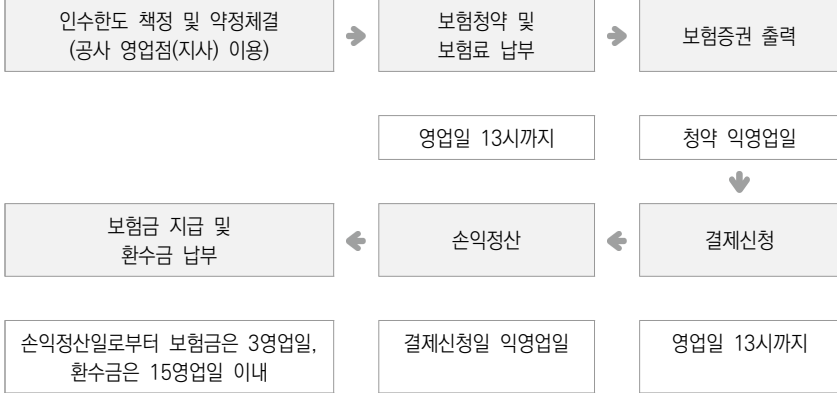 인수한도 책정 및 약정체결
(공사 영업점(지사) 이용)
보험청약 및
보험료 납부
보험증권 출력
영업일 13시까지
청약 익영업일
보험금 지급 및
환수금 납부
손익정산
결제신청
손익정산일로부터 보험금은 3영업일,
환수금은 15영업일 이내
결제신청일 익영업일
영업일 13시까지